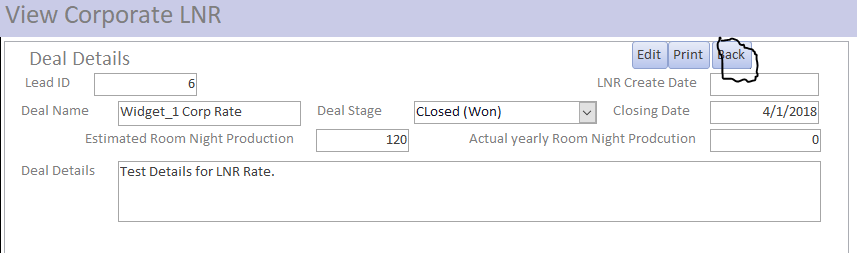 View Corporate LNR
Deal Details Edit Print Back
Lead ID 6 LNR Create Date
Deal Name Widget_1 Corp Rate Deal Stage CLosed (Won) Closing Date 4/1/2018
Estimated Room Night Production 120 Actual yearly Room Night Prodcution 0
Deal Details Test Details for LNR Rate.